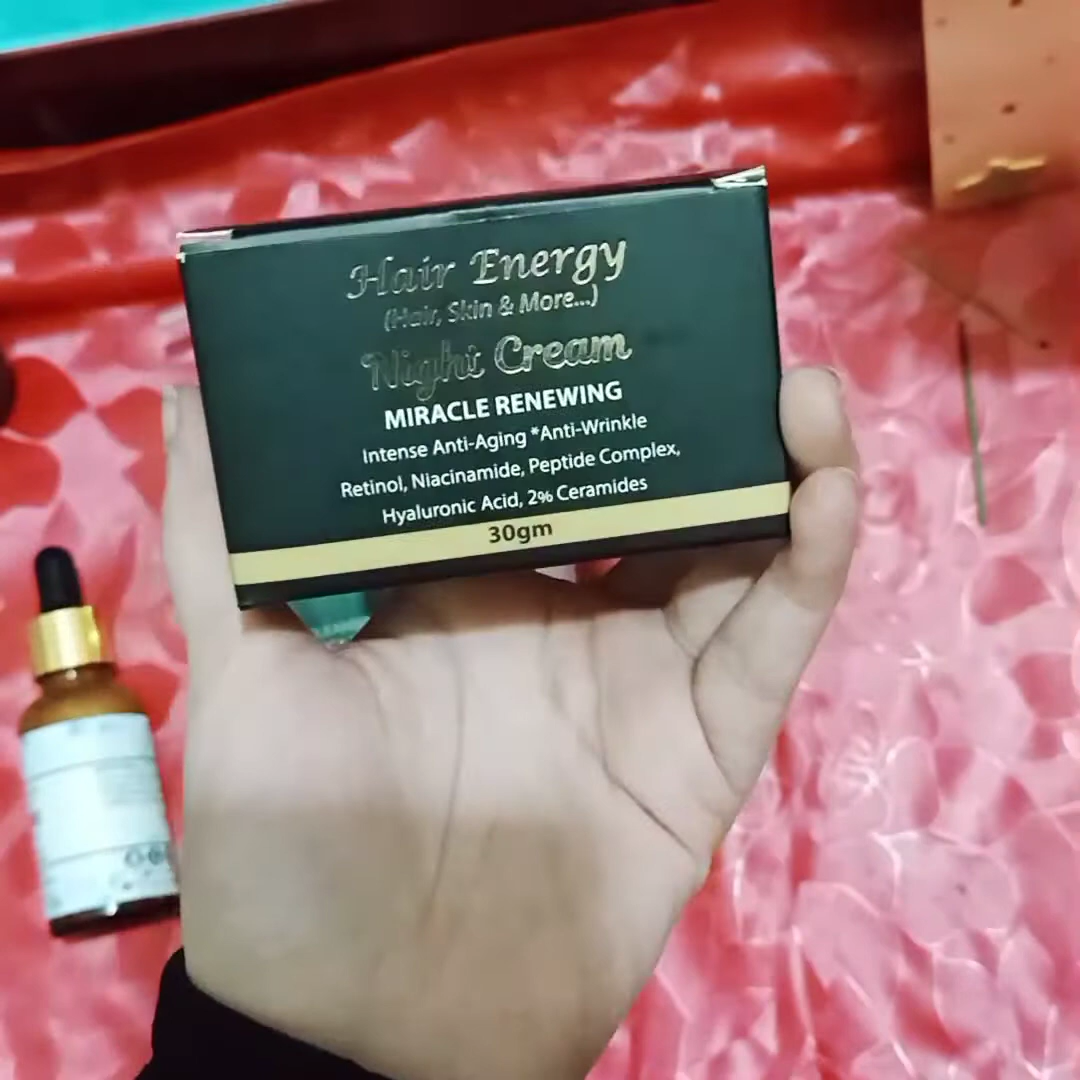 Hair Energy
(Hair, Skin & More...)
Night Cream
MIRACLE RENEWING
Intense Anti-Aging *Anti-Wrinkle
Retinol, Niacinamide, Peptide Complex,
Hyaluronic Acid, 2% Ceramides
30gm